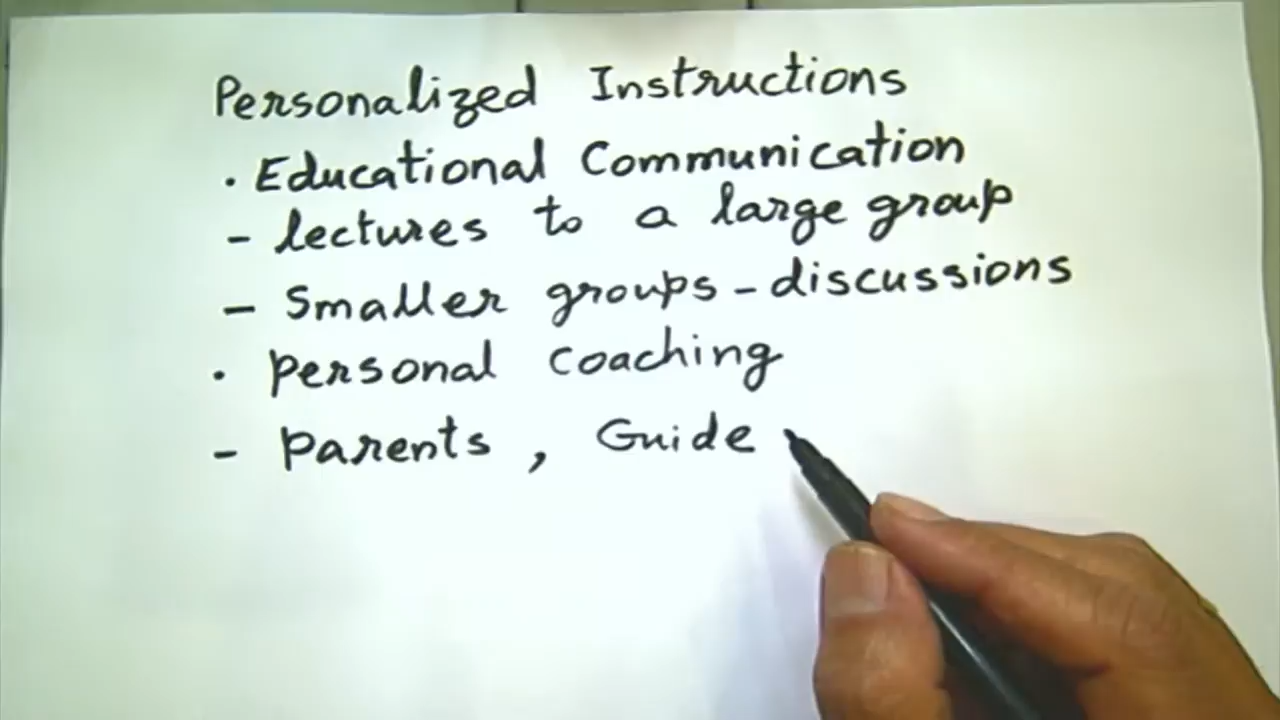 Personalized Instructions
. Educational Communication
- lectures to a large group
- Smaller groups - discussions
. Personal coaching
- Parents, Guide